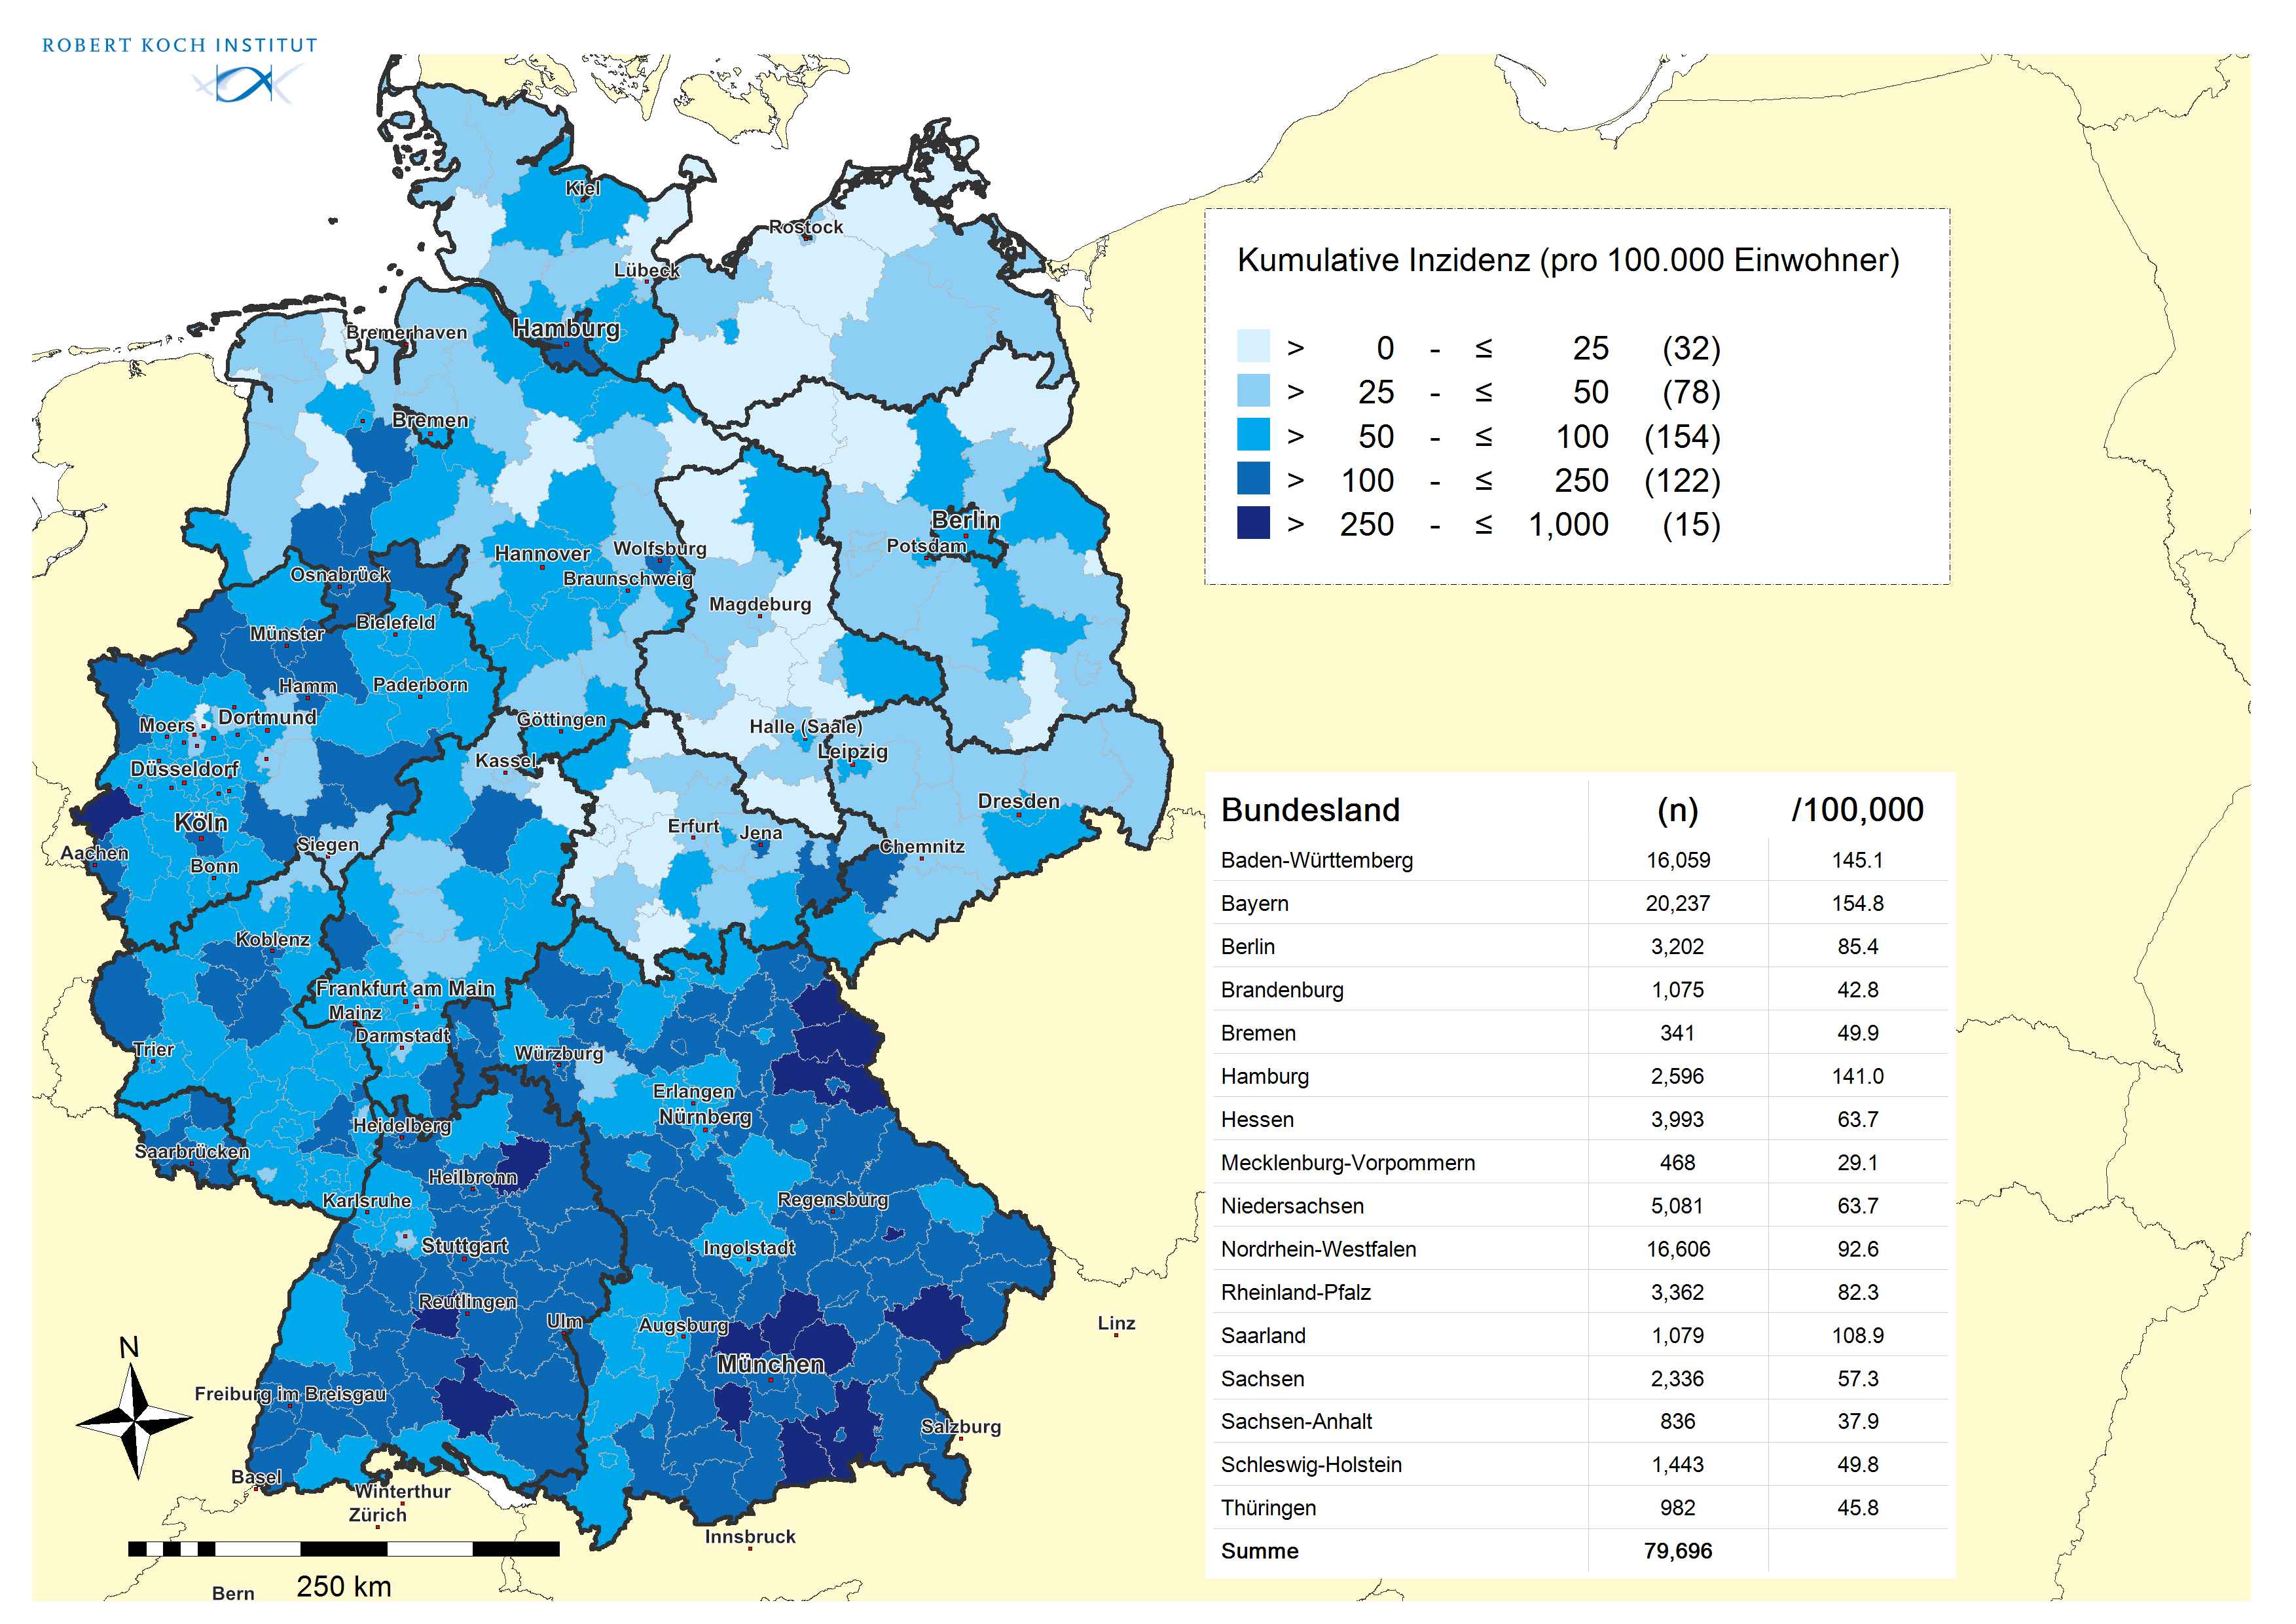 ROBERT KOCH INSTITUT
Kiel
Rostock
Lübeck
Hamburg
Bremerhaven
Bremen
Berlin
Potsdam
Hannover
Wolfsburg
Braunschweig
Osnabrück
Magdeburg
Bielefeld
Münster
Hamm
Paderborn
Moers
Dortmund
Göttingen
Halle (Saale)
Leipzig
Düsseldorf
Kassel
Dresden
Köln
Erfurt
Jena
Chemnitz
Siegen
Aachen
Bonn
Koblenz
Frankfurt am Main
Mainz
Darmstadt
Trier
Würzburg
Erlangen
Nürnberg
Heidelberg
Saarbrücken
Heilbronn
Karlsruhe
Regensburg
Stuttgart
Ingolstadt
Reutlingen
Ulm
Augsburg
Linz
München
Freiburg im Breisgau
Salzburg
Basel
Winterthur
Zürich
Innsbruck
Bern
N
250 km
Kumulative Inzidenz (pro 100.000 Einwohner)
> 0 - ≤ 25 (32)
> 25 - ≤ 50 (78)
> 50 - ≤ 100 (154)
> 100 - ≤ 250 (122)
> 250 - ≤ 1,000 (15)
Bundesland (n) /100,000
Baden-Württemberg 16,059 145.1
Bayern 20,237 154.8
Berlin 3,202 85.4
Brandenburg 1,075 42.8
Bremen 341 49.9
Hamburg 2,596 141.0
Hessen 3,993 63.7
Mecklenburg-Vorpommern 468 29.1
Niedersachsen 5,081 63.7
Nordrhein-Westfalen 16,606 92.6
Rheinland-Pfalz 3,362 82.3
Saarland 1,079 108.9
Sachsen 2,336 57.3
Sachsen-Anhalt 836 37.9
Schleswig-Holstein 1,443 49.8
Thüringen 982 45.8
Summe 79,696